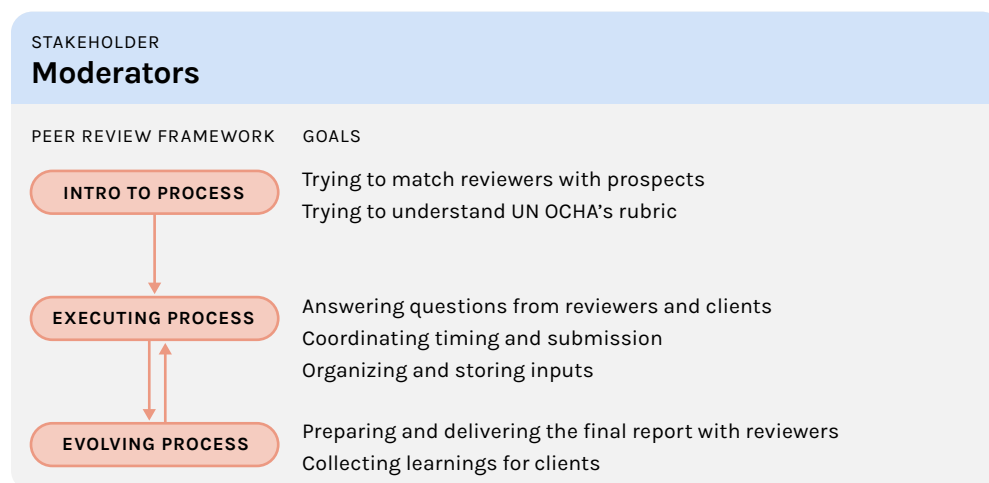 STAKEHOLDER
Moderators
PEER REVIEW FRAMEWORK
GOALS
INTRO TO PROCESS
Trying to match reviewers with prospects
Trying to understand UN OCHA’s rubric
EXECUTING PROCESS
Answering questions from reviewers and clients
Coordinating timing and submission
Organizing and storing inputs
EVOLVING PROCESS
Preparing and delivering the final report with reviewers
Collecting learnings for clients